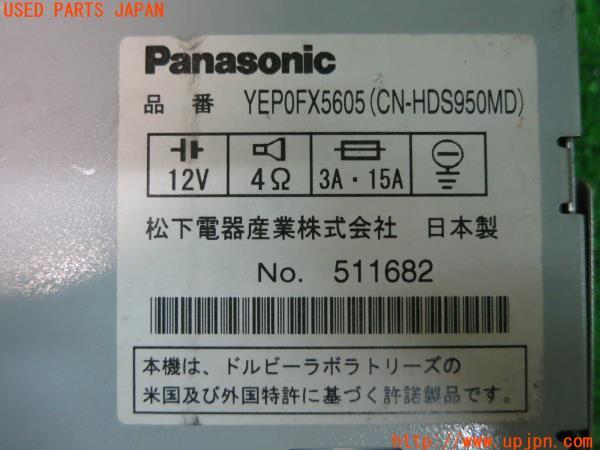 USED PARTS JAPAN
Panasonic
品 番 YEP0FX5605(CN-HDS950MD)
12V 4Ω 3A・15A
松下電器産業株式会社 日本製
No. 511682
本機は、ドルビーラボラトリーズの
米国及び外国特許に基づく許諾製品です。
http://www.upjpn.com